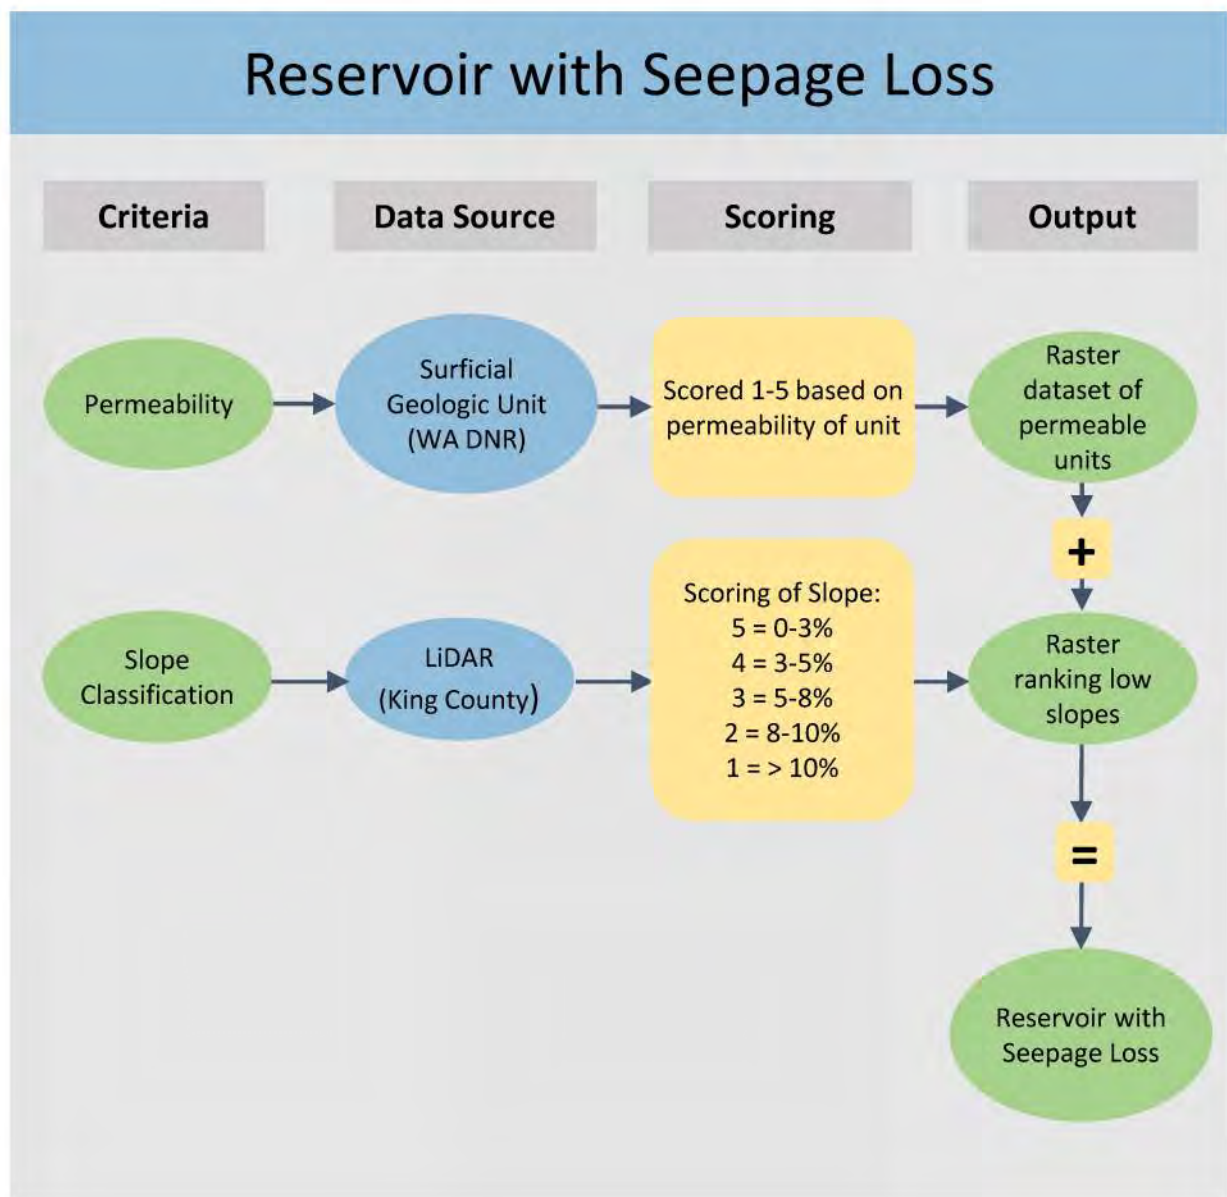 Reservoir with Seepage Loss
Criteria
Data Source
Scoring
Output
Permeability
Surficial
Geologic Unit
(WA DNR)
Scored 1-5 based on
permeability of unit
Raster
dataset of
permeable
units
+
Slope
Classification
LiDAR
(King County)
Scoring of Slope:
5 = 0-3%
4 = 3-5%
3 = 5-8%
2 = 8-10%
1 = > 10%
Raster
ranking low
slopes
=
Reservoir with
Seepage Loss